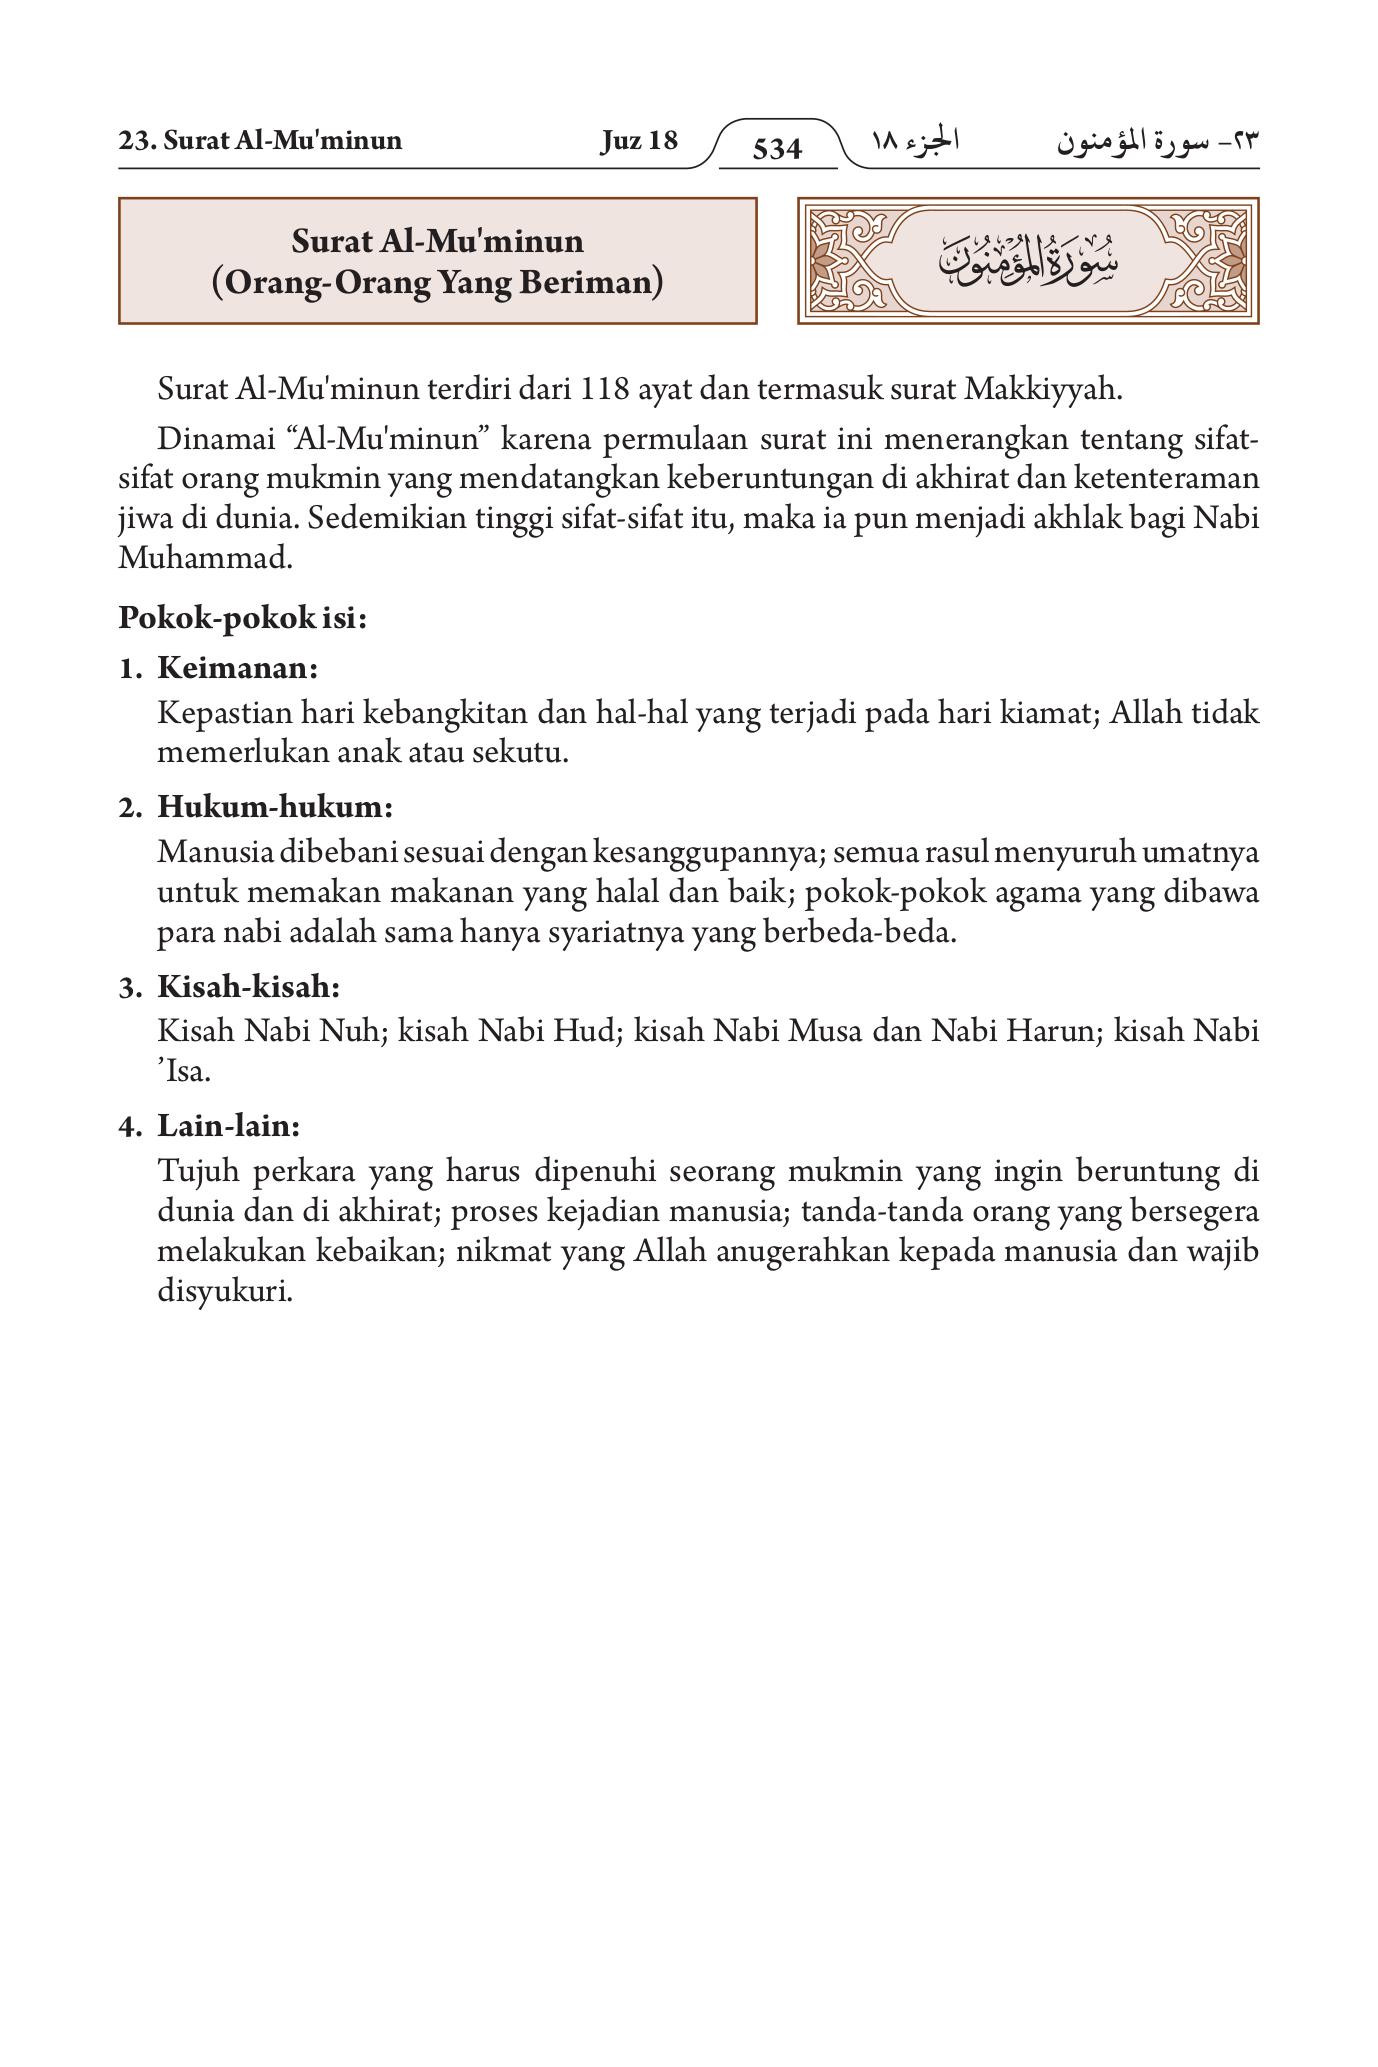 23. Surat Al-Mu'minun Juz 18 534 الجزء ١٨ ٢٣- سورة المؤمنون
Surat Al-Mu'minun
(Orang-Orang Yang Beriman)
سُورَةُ المُؤْمِنُونَ
Surat Al-Mu'minun terdiri dari 118 ayat dan termasuk surat Makkiyyah.
Dinamai “Al-Mu'minun” karena permulaan surat ini menerangkan tentang sifat-
sifat orang mukmin yang mendatangkan keberuntungan di akhirat dan ketenteraman
jiwa di dunia. Sedemikian tinggi sifat-sifat itu, maka ia pun menjadi akhlak bagi Nabi
Muhammad.
Pokok-pokok isi:
1. Keimanan:
Kepastian hari kebangkitan dan hal-hal yang terjadi pada hari kiamat; Allah tidak
memerlukan anak atau sekutu.
2. Hukum-hukum:
Manusia dibebani sesuai dengan kesanggupannya; semua rasul menyuruh umatnya
untuk memakan makanan yang halal dan baik; pokok-pokok agama yang dibawa
para nabi adalah sama hanya syariatnya yang berbeda-beda.
3. Kisah-kisah:
Kisah Nabi Nuh; kisah Nabi Hud; kisah Nabi Musa dan Nabi Harun; kisah Nabi
’Isa.
4. Lain-lain:
Tujuh perkara yang harus dipenuhi seorang mukmin yang ingin beruntung di
dunia dan di akhirat; proses kejadian manusia; tanda-tanda orang yang bersegera
melakukan kebaikan; nikmat yang Allah anugerahkan kepada manusia dan wajib
disyukuri.